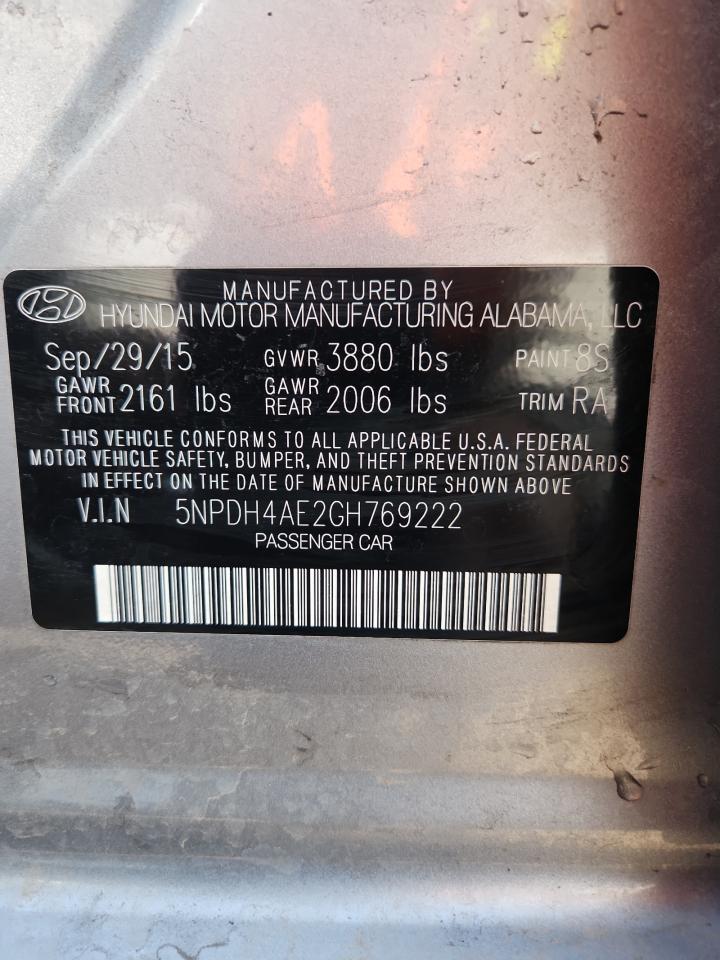 MANUFACTURED BY
HYUNDAI MOTOR MANUFACTURING ALABAMA, LLC
Sep/29/15 GVWR 3880 lbs PAINT 8S
GAWR FRONT 2161 lbs GAWR REAR 2006 lbs TRIM RA
THIS VEHICLE CONFORMS TO ALL APPLICABLE U.S.A. FEDERAL
MOTOR VEHICLE SAFETY, BUMPER, AND THEFT PREVENTION STANDARDS
IN EFFECT ON THE DATE OF MANUFACTURE SHOWN ABOVE
V.I.N 5NPDH4AE2GH769222
PASSENGER CAR